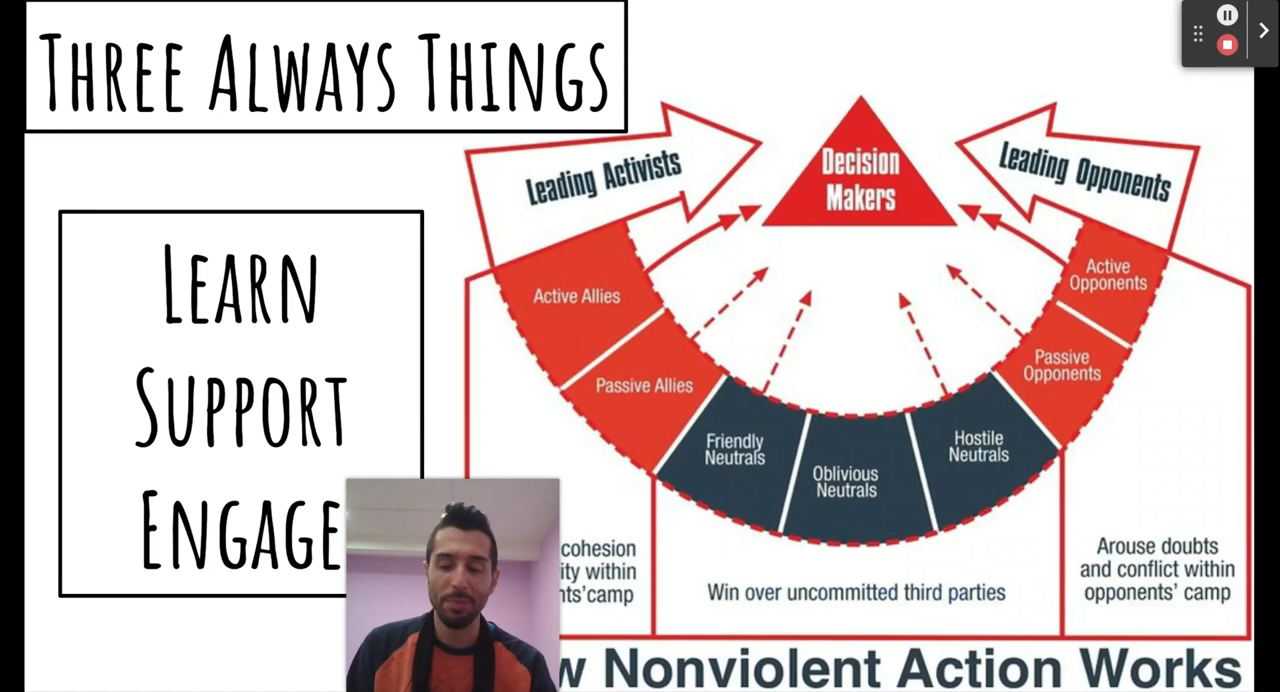 THREE ALWAYS THINGS
LEARN
SUPPORT
ENGAGE
Leading Activists
Decision
Makers
Leading Opponents
Active Allies
Passive Allies
Friendly
Neutrals
Oblivious
Neutrals
Hostile
Neutrals
Passive
Opponents
Active
Opponents
cohesion
within
camp
Win over uncommitted third parties
Arouse doubts
and conflict within
opponents' camp
Nonviolent Action Works